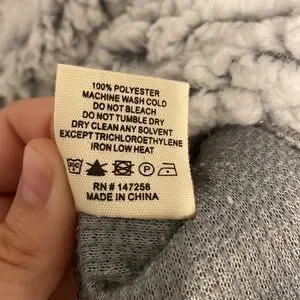 100% POLYESTER
MACHINE WASH COLD
DO NOT BLEACH
DO NOT TUMBLE DRY
DRY CLEAN ANY SOLVENT
EXCEPT TRICHLOROETHYLENE
IRON LOW HEAT
RN # 147258
MADE IN CHINA